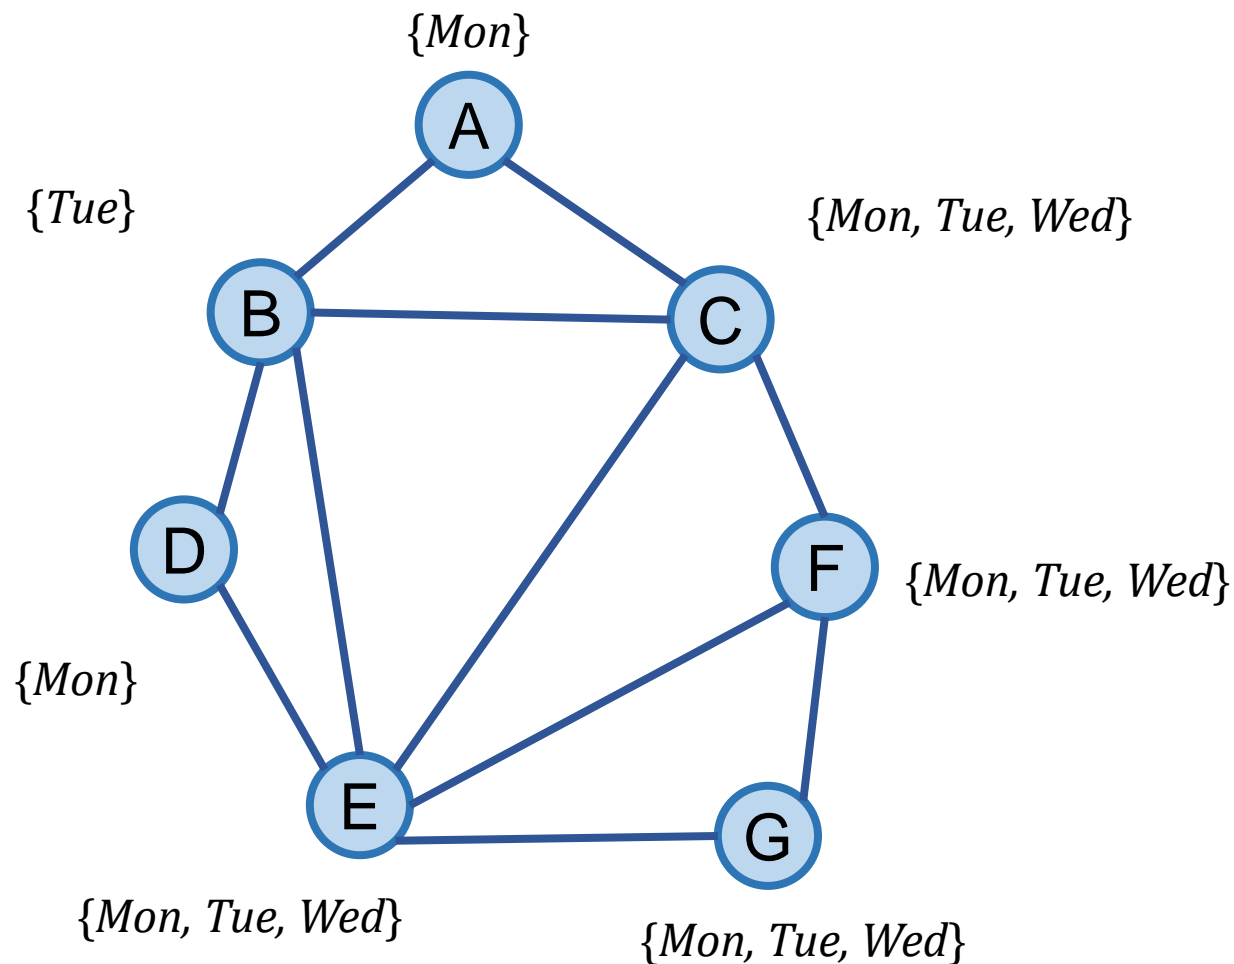 {Mon}
A
{Tue}
{Mon, Tue, Wed}
B
C
D
F
{Mon, Tue, Wed}
{Mon}
E
G
{Mon, Tue, Wed}
{Mon, Tue, Wed}